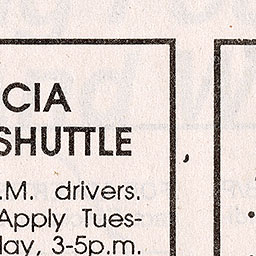 CIA
SHUTTLE
.M. drivers.
Apply Tues-
lay, 3-5p.m.